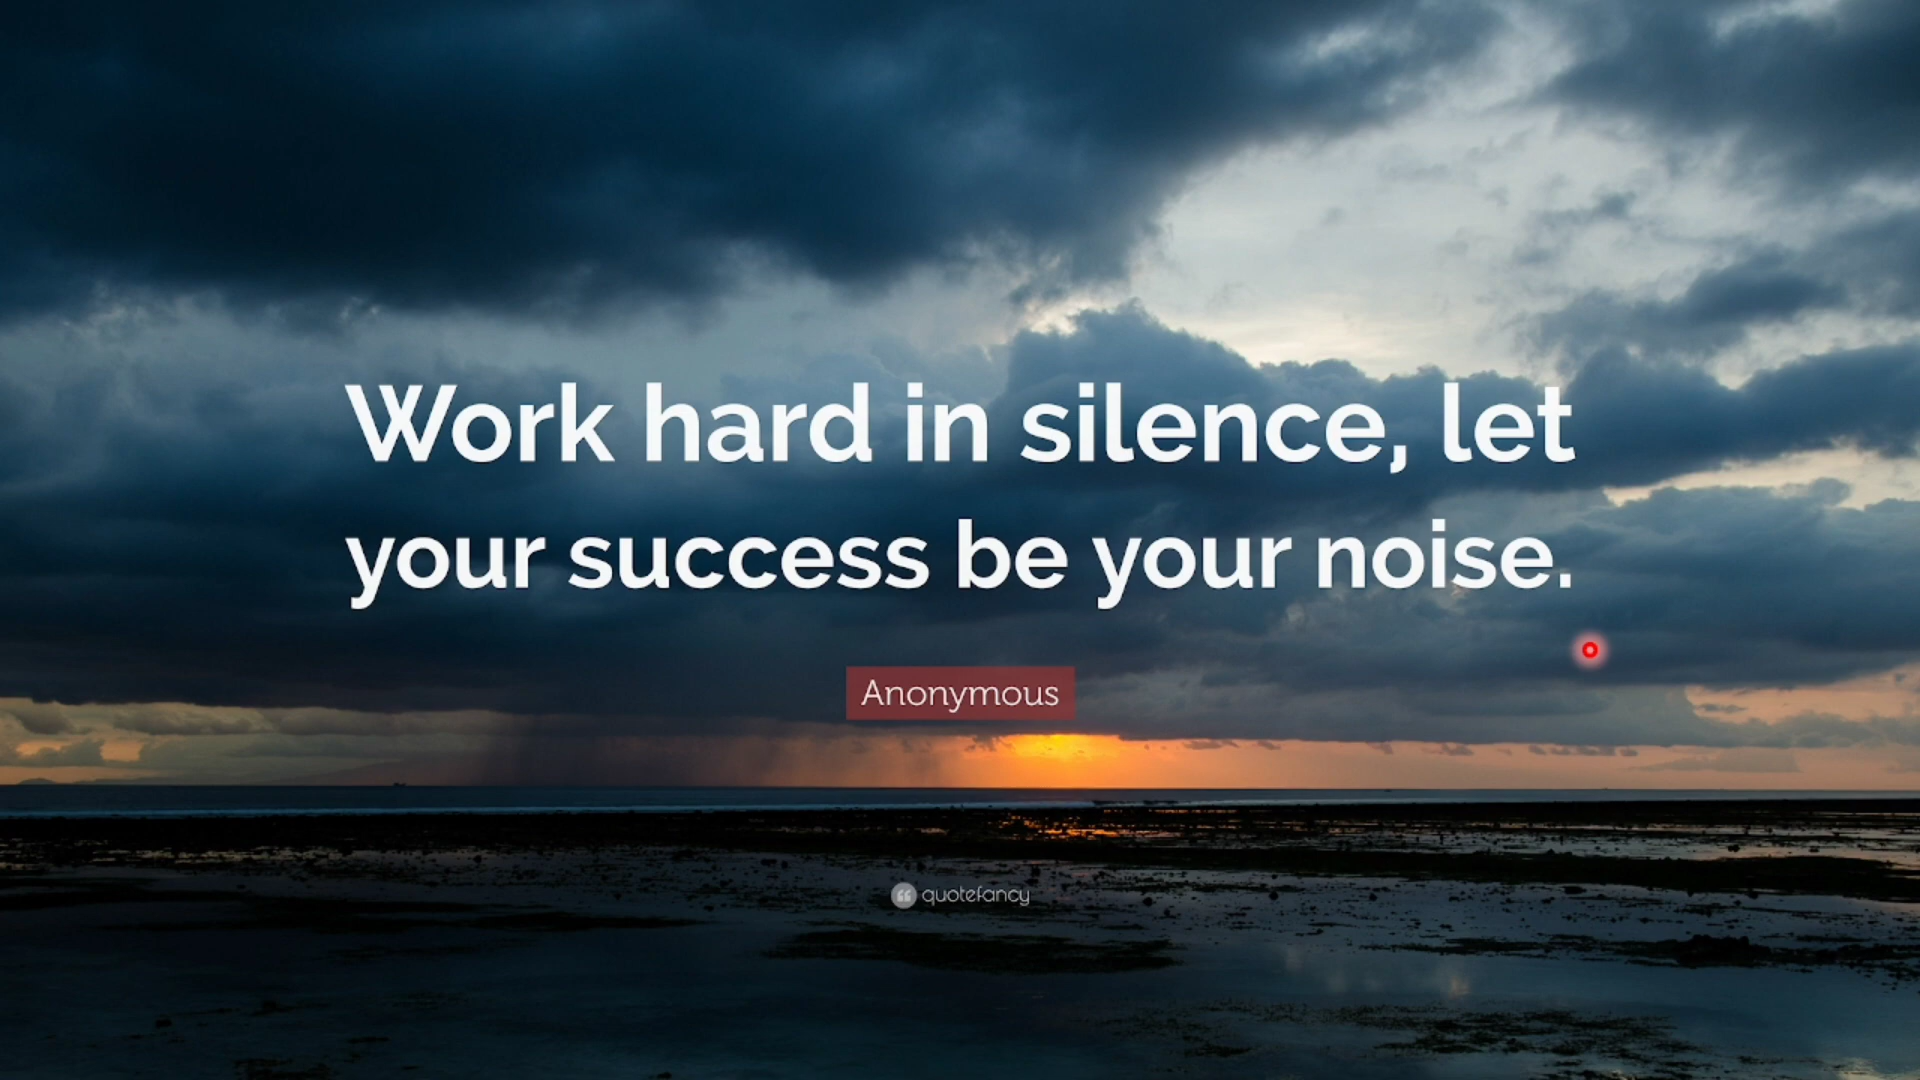 Work hard in silence, let
your success be your noise.
Anonymous
quotefancy